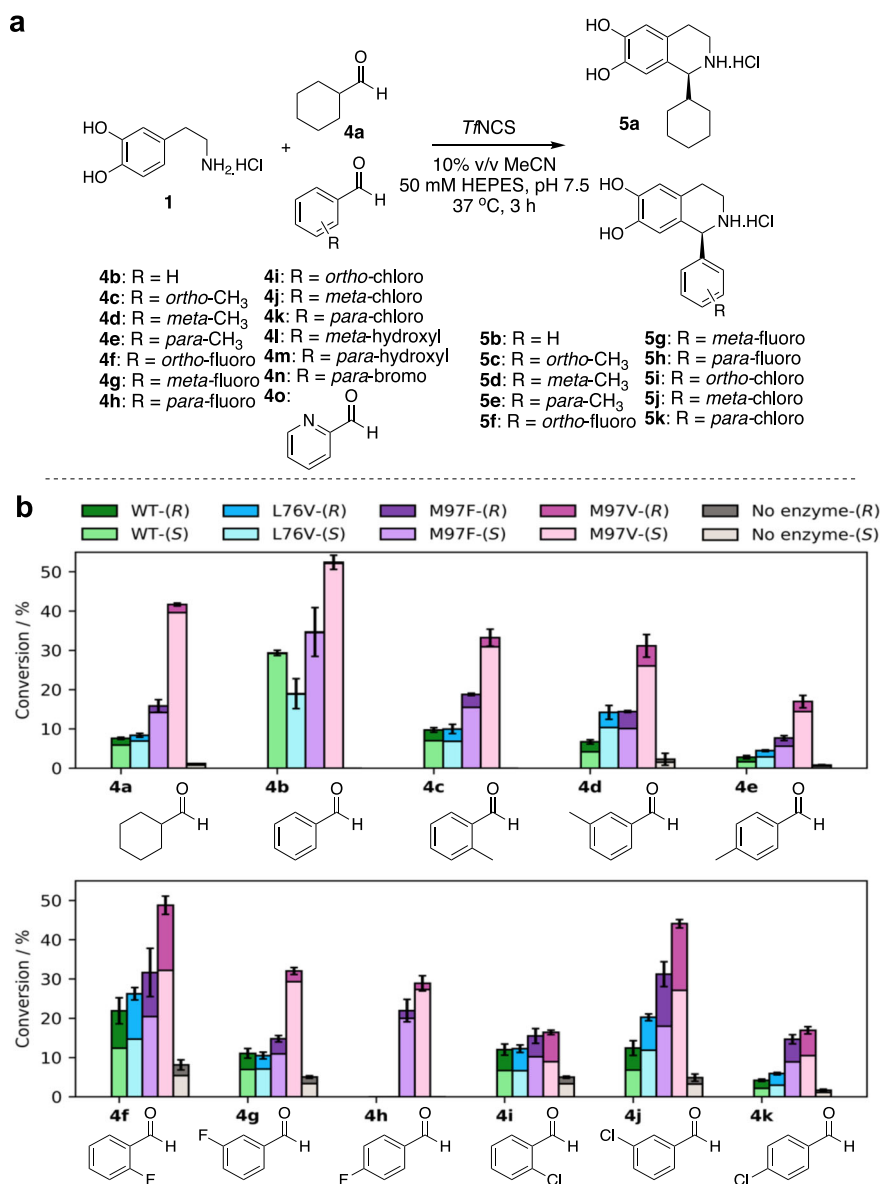 a
O
H
4a
HO
HO
NH2.HCl
1
+
O
H
R
TfNCS
10% v/v MeCN
50 mM HEPES, pH 7.5
37 °C, 3 h
HO
HO
NH.HCl
5a
HO
HO
NH.HCl
R
4b: R = H
4c: R = ortho-CH3
4d: R = meta-CH3
4e: R = para-CH3
4f: R = ortho-fluoro
4g: R = meta-fluoro
4h: R = para-fluoro
4i: R = ortho-chloro
4j: R = meta-chloro
4k: R = para-chloro
4l: R = meta-hydroxyl
4m: R = para-hydroxyl
4n: R = para-bromo
4o:
N
O
H
5b: R = H
5c: R = ortho-CH3
5d: R = meta-CH3
5e: R = para-CH3
5f: R = ortho-fluoro
5g: R = meta-fluoro
5h: R = para-fluoro
5i: R = ortho-chloro
5j: R = meta-chloro
5k: R = para-chloro
b
WT-(R) L76V-(R) M97F-(R) M97V-(R) No enzyme-(R)
WT-(S) L76V-(S) M97F-(S) M97V-(S) No enzyme-(S)
Conversion / %
50
40
30
20
10
0
4a 4b 4c 4d 4e
O O O O O
H H H H H
Conversion / %
50
40
30
20
10
0
4f 4g 4h 4i 4j 4k
O O O O O O
H H H H H H
F F F Cl Cl Cl